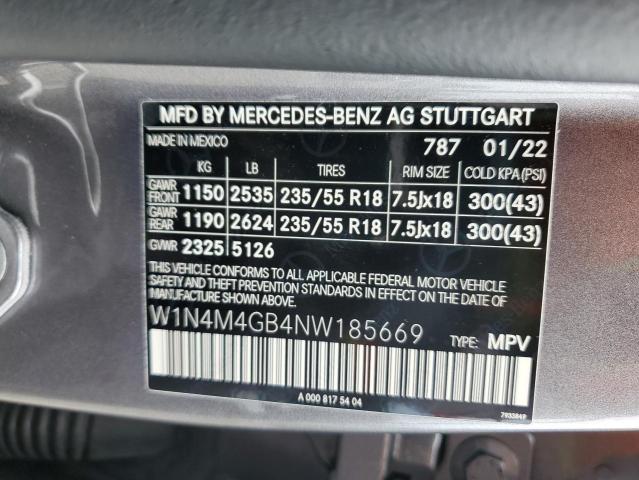 MFD BY MERCEDES-BENZ AG STUTTGART
MADE IN MEXICO 787 01/22
KG LB TIRES RIM SIZE COLD KPA(PSI)
GAWR FRONT 1150 2535 235/55 R18 7.5Jx18 300(43)
GAWR REAR 1190 2624 235/55 R18 7.5Jx18 300(43)
GVWR 2325 5126
THIS VEHICLE CONFORMS TO ALL APPLICABLE FEDERAL MOTOR VEHICLE
SAFETY AND THEFT PREVENTION STANDARDS IN EFFECT ON THE DATE
OF MANUFACTURE SHOWN ABOVE.
W1N4M4GB4NW185669 TYPE: MPV
A 000 817 54 04
7933849